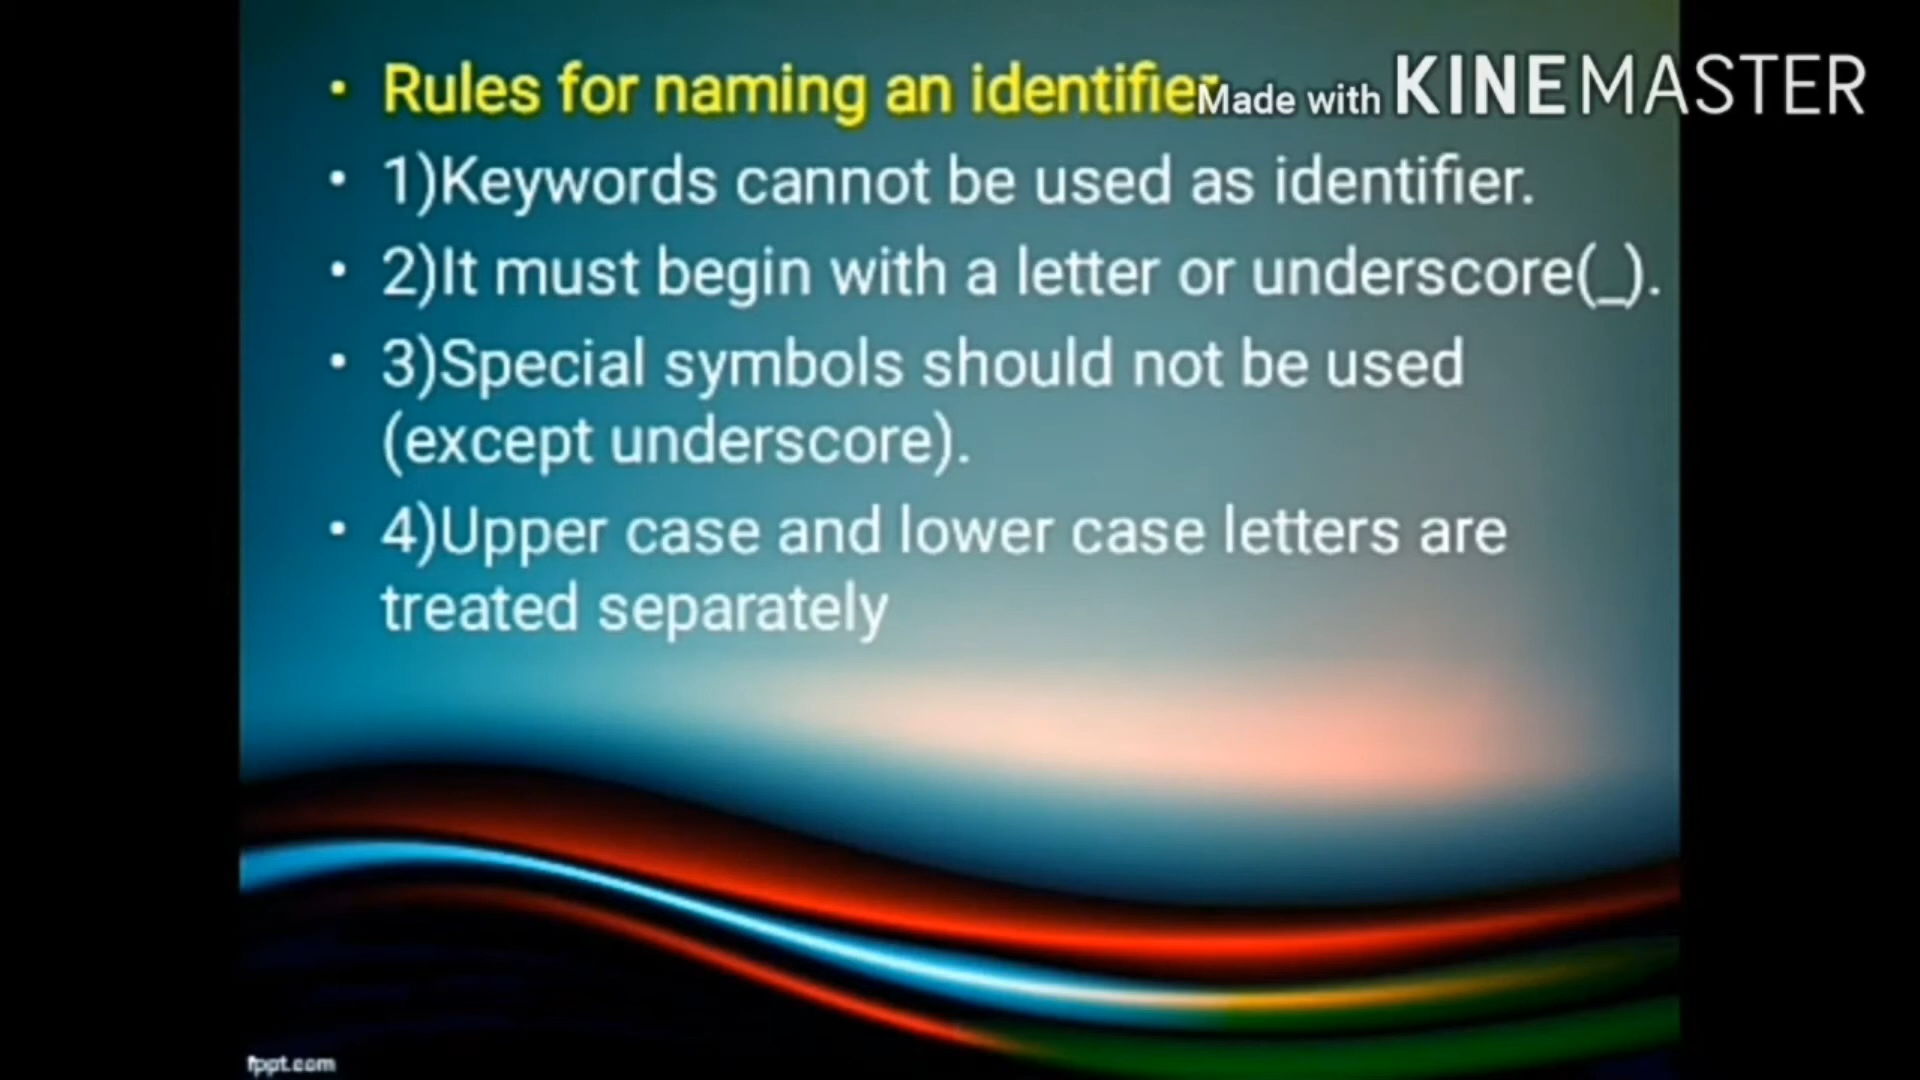 • Rules for naming an identifier
Made with KINEMASTER
• 1)Keywords cannot be used as identifier.
• 2)It must begin with a letter or underscore(_).
• 3)Special symbols should not be used
(except underscore).
• 4)Upper case and lower case letters are
treated separately
fppt.com